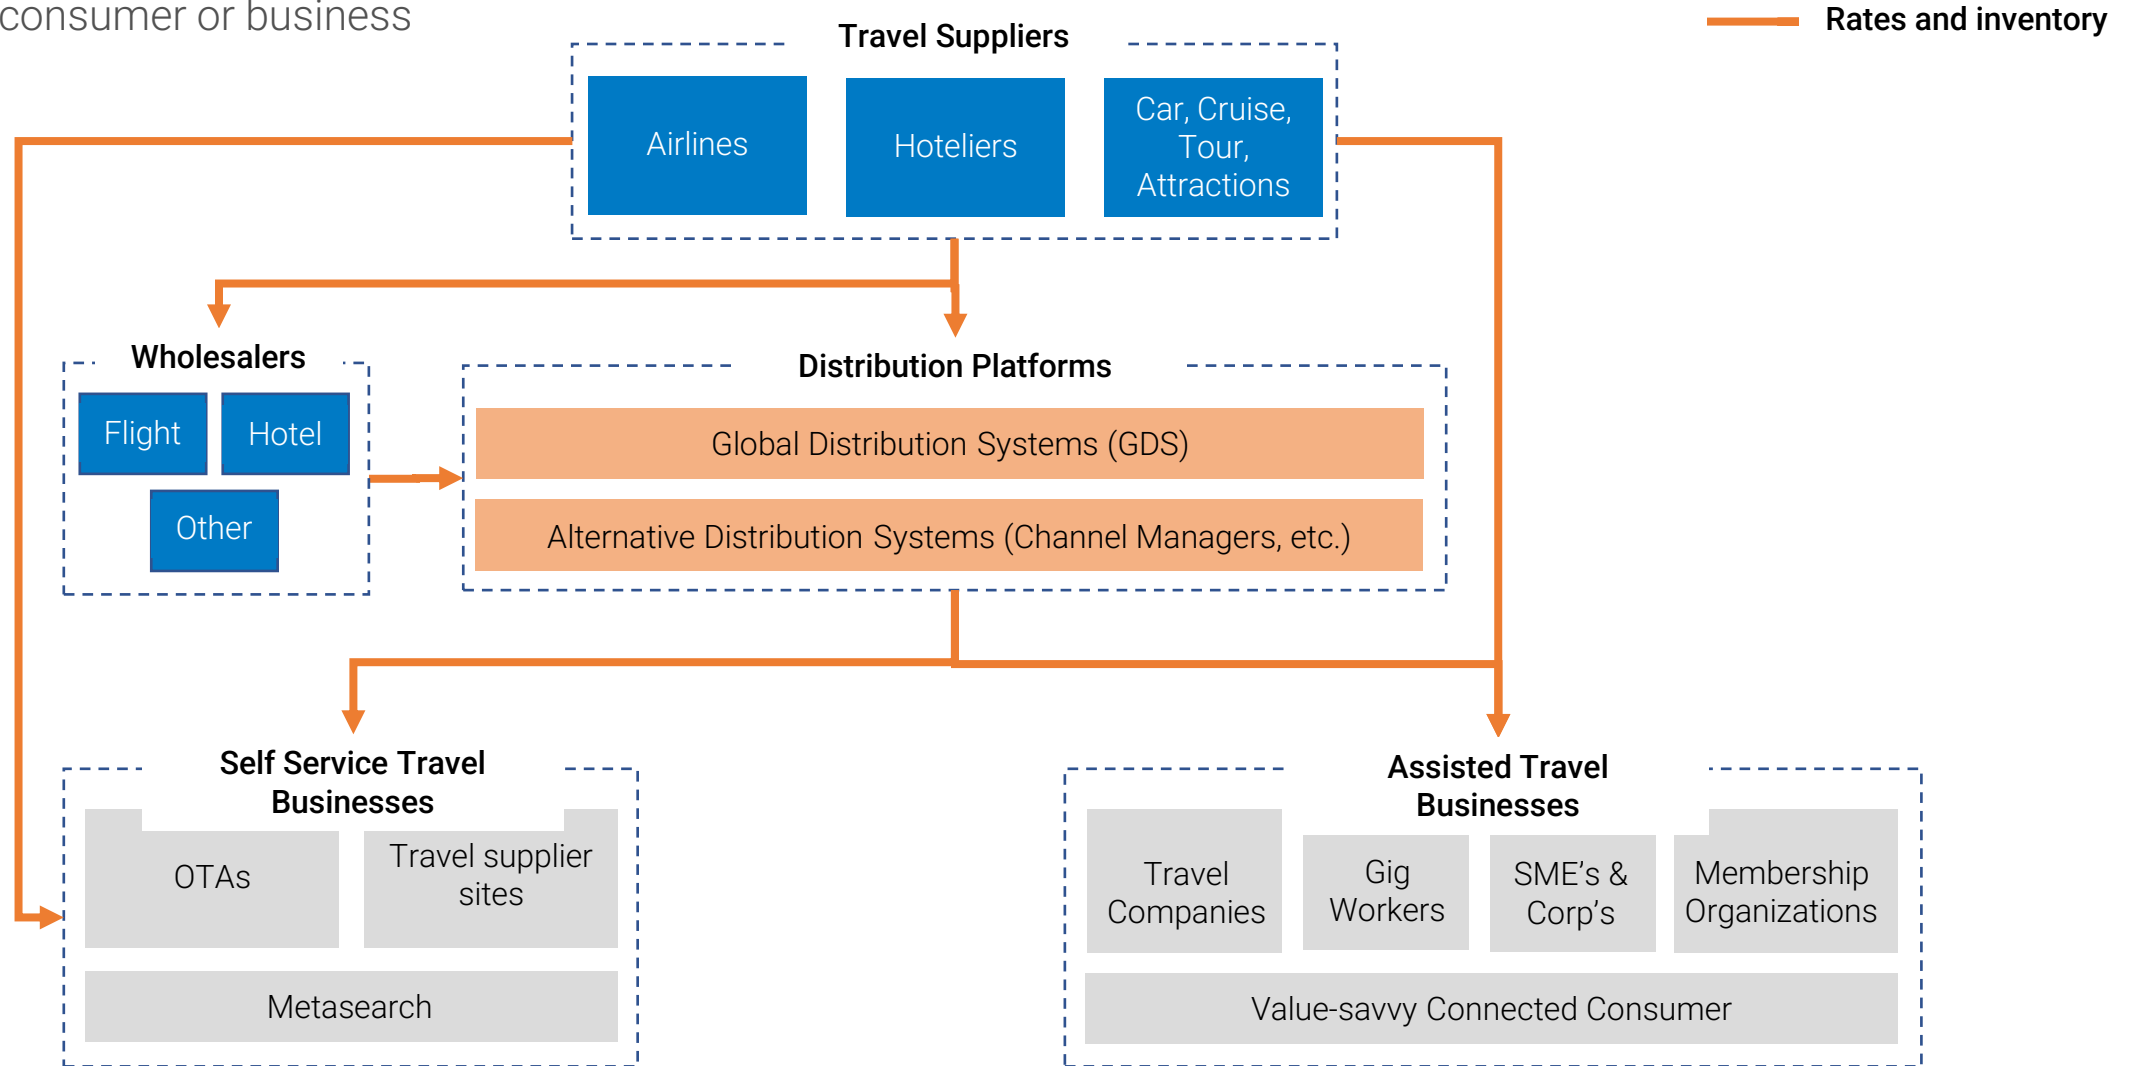 consumer or business
Rates and inventory
Travel Suppliers
Airlines
Hoteliers
Car, Cruise,
Tour,
Attractions
Wholesalers
Flight
Hotel
Other
Distribution Platforms
Global Distribution Systems (GDS)
Alternative Distribution Systems (Channel Managers, etc.)
Self Service Travel
Businesses
OTAs
Travel supplier
sites
Metasearch
Assisted Travel
Businesses
Travel
Companies
Gig
Workers
SME’s &
Corp’s
Membership
Organizations
Value-savvy Connected Consumer